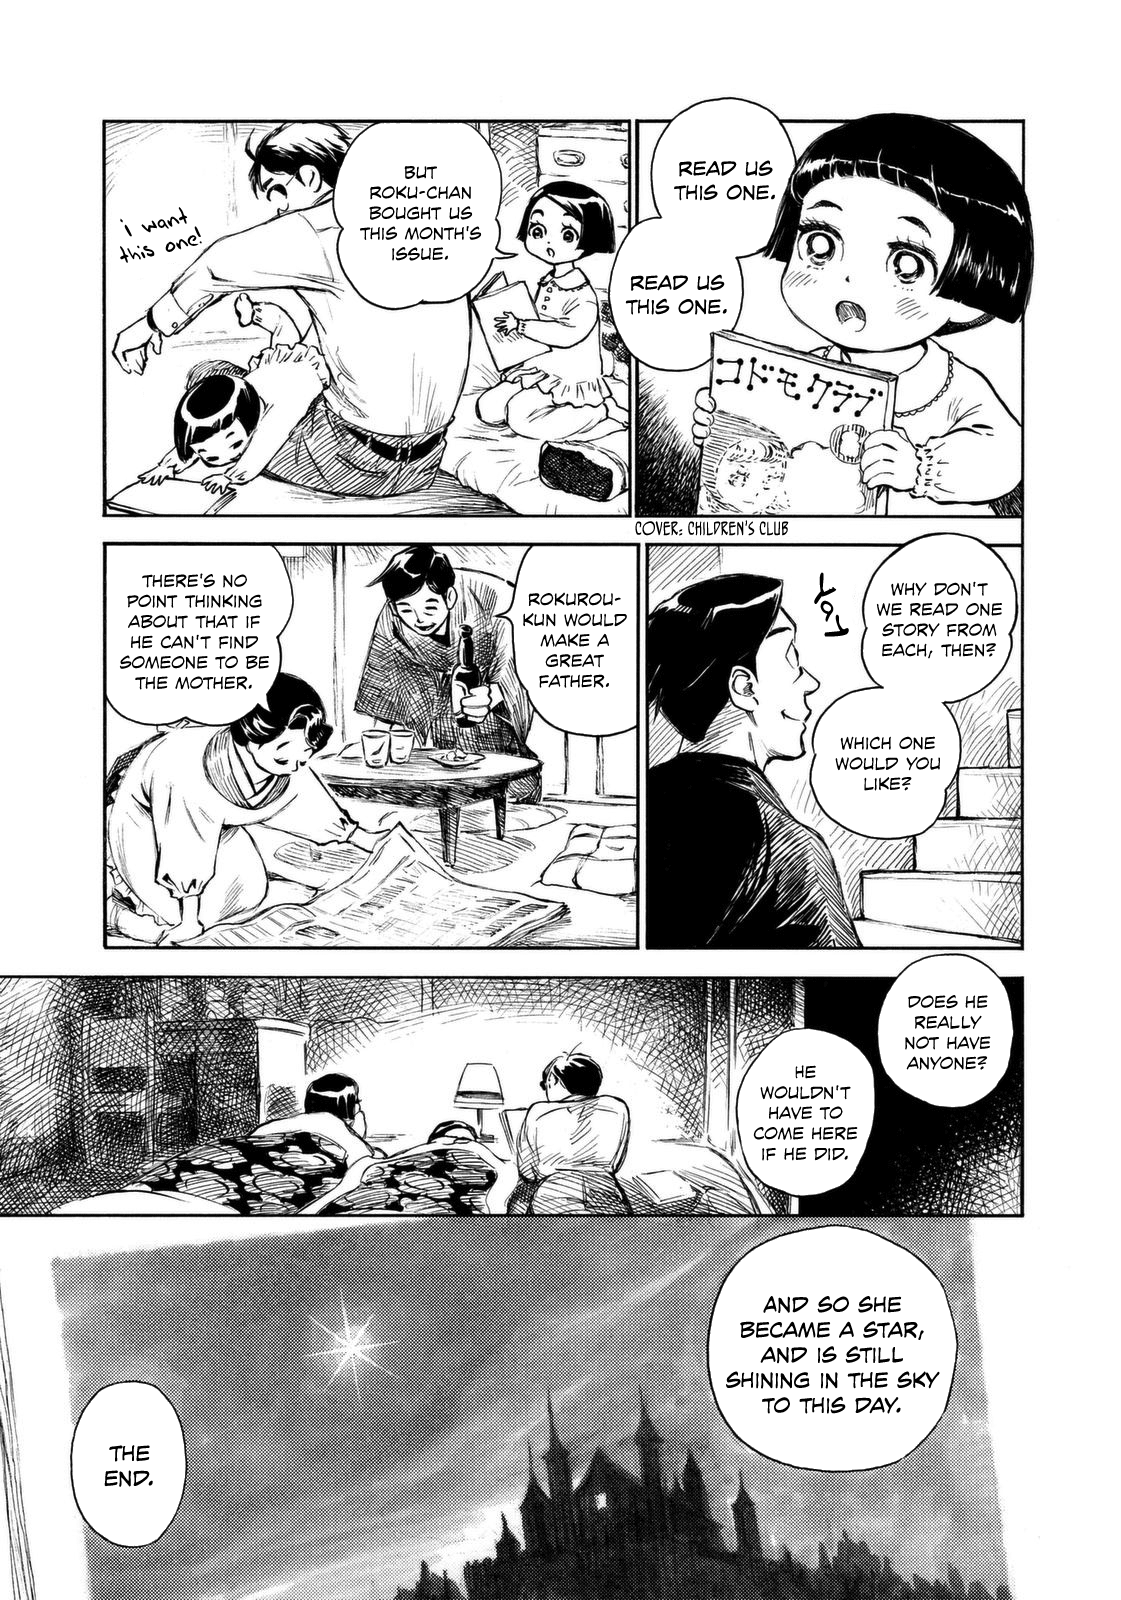 READ US
THIS ONE.
READ US
THIS ONE.
コドモクラブ
COVER: CHILDREN'S CLUB
BUT
ROKU-CHAN
BOUGHT US
THIS MONTH'S
ISSUE.
i want
this one!
WHY DON'T
WE READ ONE
STORY FROM
EACH, THEN?
WHICH ONE
WOULD YOU
LIKE?
ROKUROU-
KUN WOULD
MAKE A
GREAT
FATHER.
THERE'S NO
POINT THINKING
ABOUT THAT IF
HE CAN'T FIND
SOMEONE TO BE
THE MOTHER.
DOES HE
REALLY
NOT HAVE
ANYONE?
HE
WOULDN'T
HAVE TO
COME HERE
IF HE DID.
AND SO SHE
BECAME A STAR,
AND IS STILL
SHINING IN THE SKY
TO THIS DAY.
THE
END.